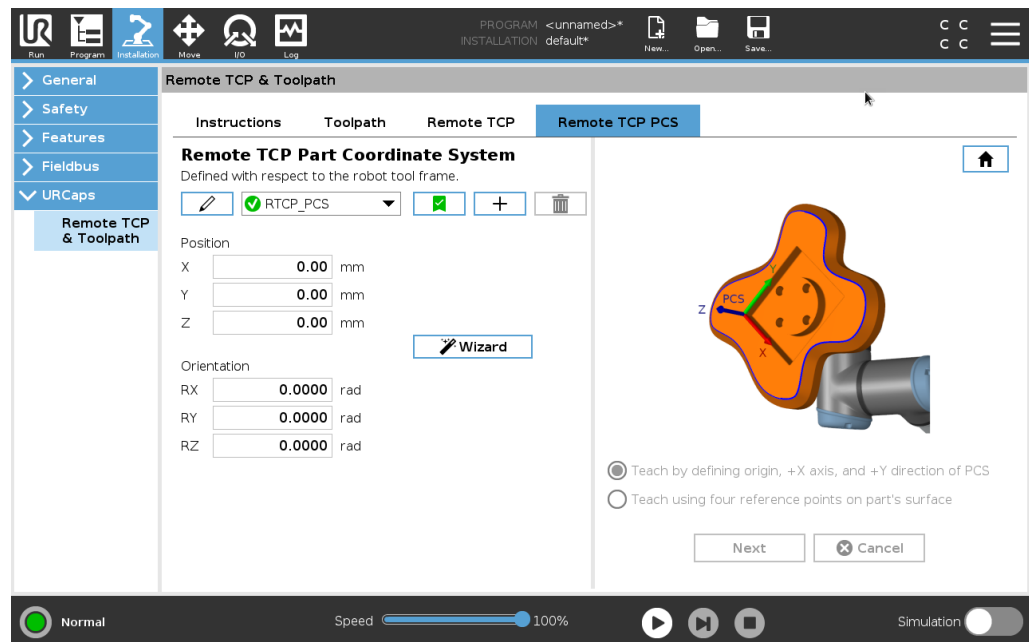 UR
Run
Program
Installation
Move
I/O
Log
PROGRAM <unnamed>*
INSTALLATION default*
New...
Open...
Save...
C C
C C
General
Safety
Features
Fieldbus
URCaps
Remote TCP
& Toolpath
Remote TCP & Toolpath
Instructions
Toolpath
Remote TCP
Remote TCP PCS
Remote TCP Part Coordinate System
Defined with respect to the robot tool frame.
RTCP_PCS
Position
X 0.00 mm
Y 0.00 mm
Z 0.00 mm
Wizard
Orientation
RX 0.0000 rad
RY 0.0000 rad
RZ 0.0000 rad
Y
PCS
Z
X
Teach by defining origin, +X axis, and +Y direction of PCS
Teach using four reference points on part's surface
Next
Cancel
Normal
Speed
100%
Simulation